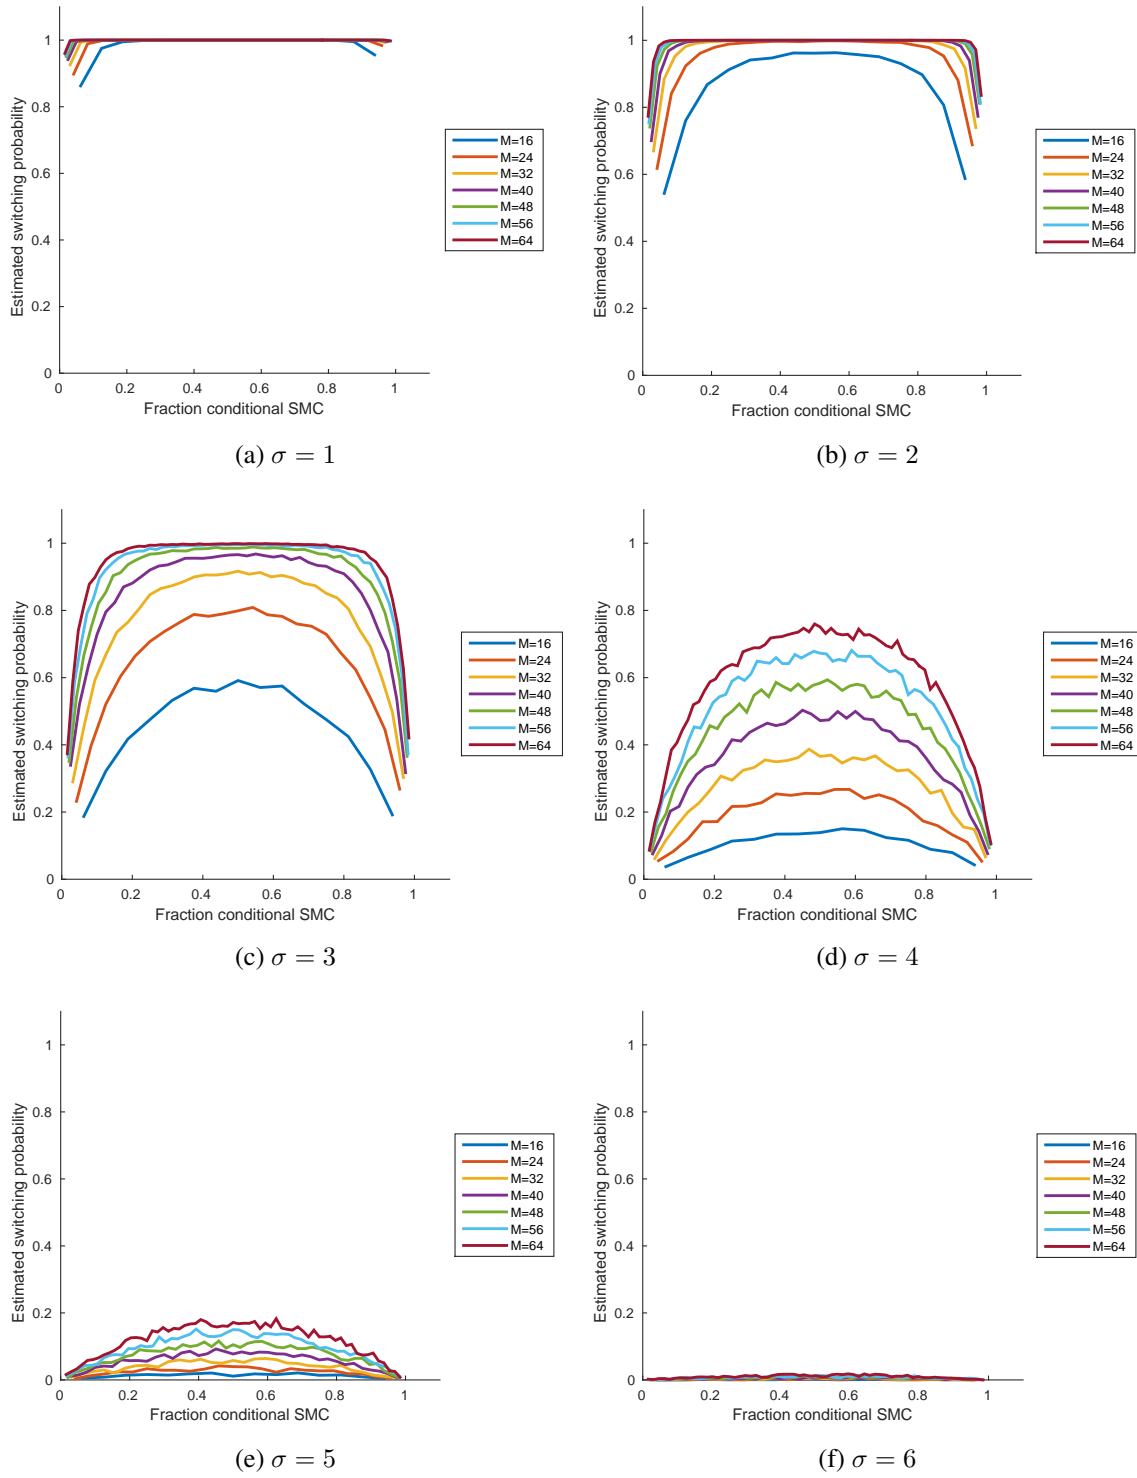 1
0.8
0.6
0.4
0.2
0
0 0.2 0.4 0.6 0.8 1
Estimated switching probability
Fraction conditional SMC
M=16
M=24
M=32
M=40
M=48
M=56
M=64
(a) σ = 1
1
0.8
0.6
0.4
0.2
0
0 0.2 0.4 0.6 0.8 1
Estimated switching probability
Fraction conditional SMC
M=16
M=24
M=32
M=40
M=48
M=56
M=64
(b) σ = 2
1
0.8
0.6
0.4
0.2
0
0 0.2 0.4 0.6 0.8 1
Estimated switching probability
Fraction conditional SMC
M=16
M=24
M=32
M=40
M=48
M=56
M=64
(c) σ = 3
1
0.8
0.6
0.4
0.2
0
0 0.2 0.4 0.6 0.8 1
Estimated switching probability
Fraction conditional SMC
M=16
M=24
M=32
M=40
M=48
M=56
M=64
(d) σ = 4
1
0.8
0.6
0.4
0.2
0
0 0.2 0.4 0.6 0.8 1
Estimated switching probability
Fraction conditional SMC
M=16
M=24
M=32
M=40
M=48
M=56
M=64
(e) σ = 5
1
0.8
0.6
0.4
0.2
0
0 0.2 0.4 0.6 0.8 1
Estimated switching probability
Fraction conditional SMC
M=16
M=24
M=32
M=40
M=48
M=56
M=64
(f) σ = 6